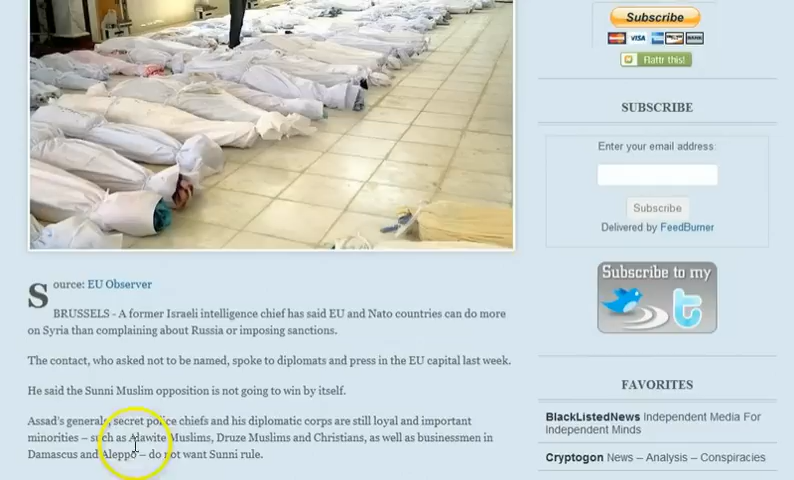 Subscribe
VISA
Flattr this!
SUBSCRIBE
Enter your email address:
Subscribe
Delivered by FeedBurner
Subscribe to my
Source: EU Observer
BRUSSELS - A former Israeli intelligence chief has said EU and Nato countries can do more
on Syria than complaining about Russia or imposing sanctions.
The contact, who asked not to be named, spoke to diplomats and press in the EU capital last week.
He said the Sunni Muslim opposition is not going to win by itself.
Assad's generals, secret police chiefs and his diplomatic corps are still loyal and important
minorities – such as Alawite Muslims, Druze Muslims and Christians, as well as businessmen in
Damascus and Aleppo – do not want Sunni rule.
FAVORITES
BlackListedNews Independent Media For
Independent Minds
Cryptogon News – Analysis – Conspiracies